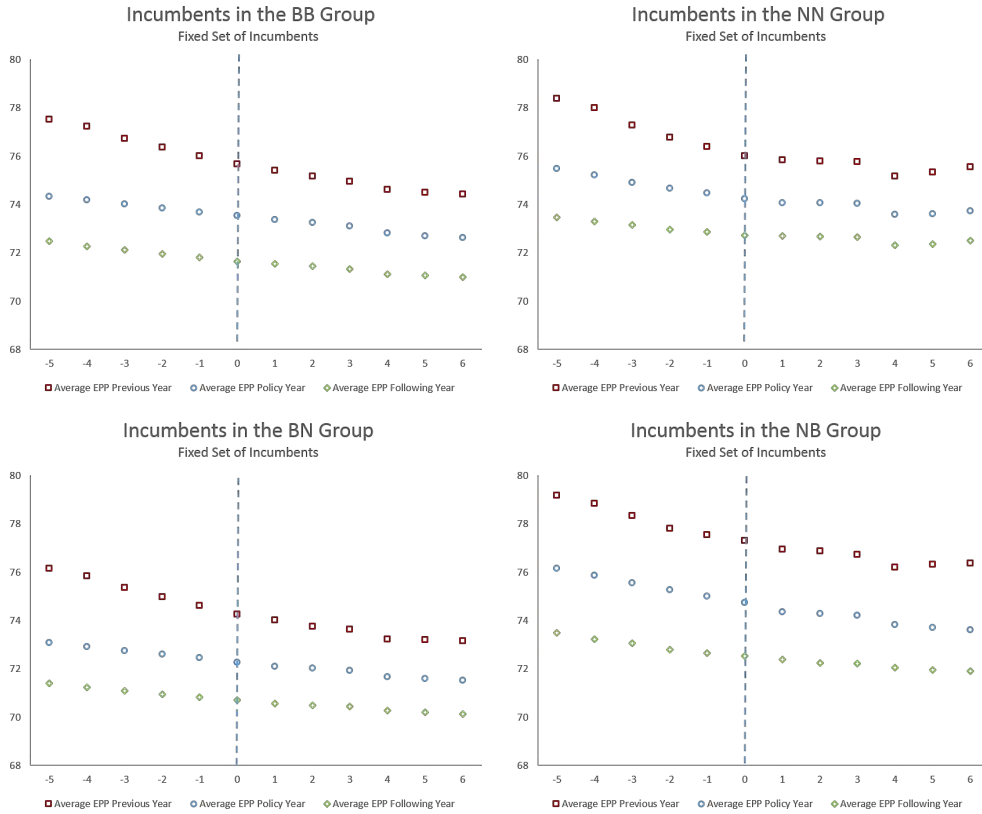 Incumbents in the BB Group
Fixed Set of Incumbents
80
78
76
74
72
70
68
-5 -4 -3 -2 -1 0 1 2 3 4 5 6
Average EPP Previous Year Average EPP Policy Year Average EPP Following Year
Incumbents in the NN Group
Fixed Set of Incumbents
80
78
76
74
72
70
68
-5 -4 -3 -2 -1 0 1 2 3 4 5 6
Average EPP Previous Year Average EPP Policy Year Average EPP Following Year
Incumbents in the BN Group
Fixed Set of Incumbents
80
78
76
74
72
70
68
-5 -4 -3 -2 -1 0 1 2 3 4 5 6
Average EPP Previous Year Average EPP Policy Year Average EPP Following Year
Incumbents in the NB Group
Fixed Set of Incumbents
80
78
76
74
72
70
68
-5 -4 -3 -2 -1 0 1 2 3 4 5 6
Average EPP Previous Year Average EPP Policy Year Average EPP Following Year